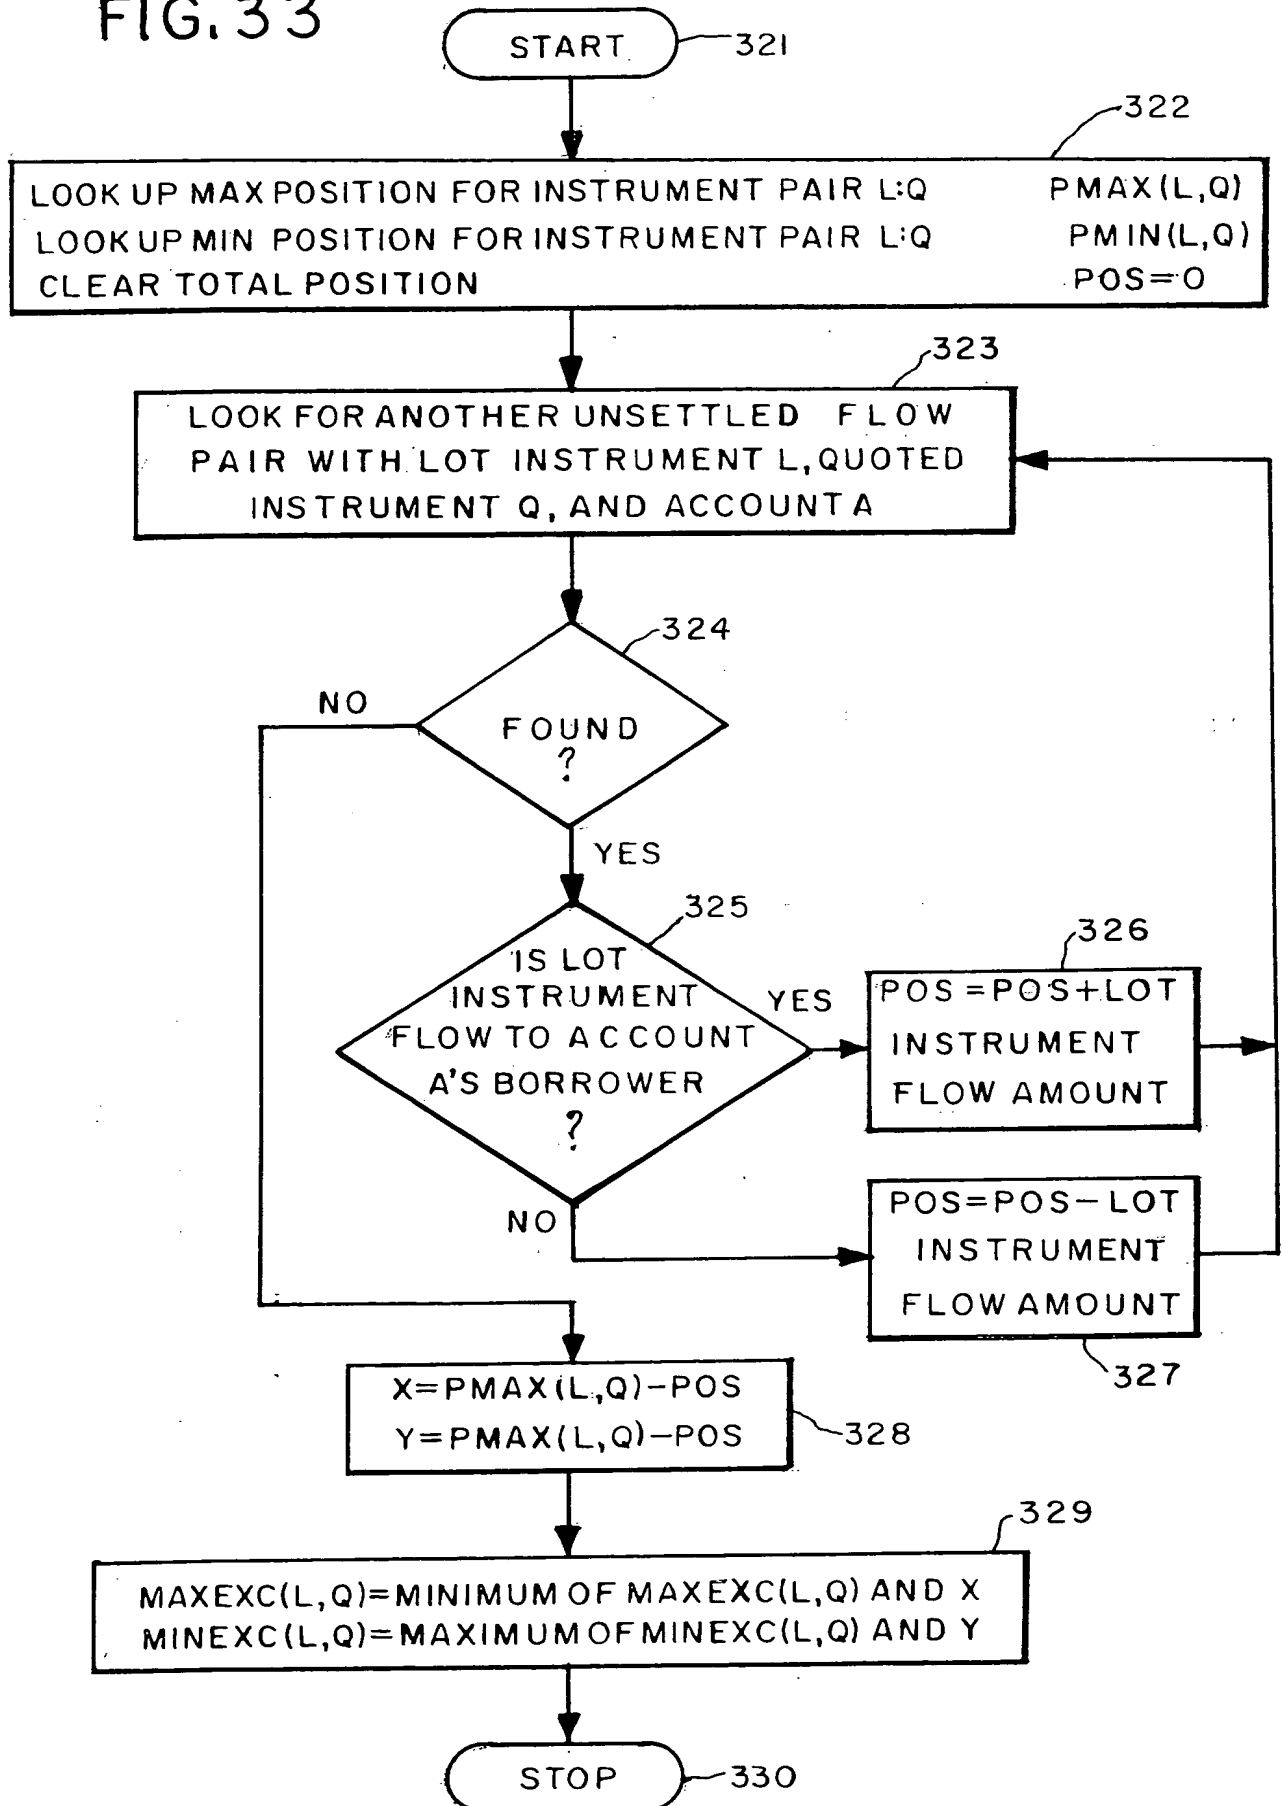 FIG. 33
START
321
322
LOOK UP MAX POSITION FOR INSTRUMENT PAIR L:Q PMAX(L,Q)
LOOK UP MIN POSITION FOR INSTRUMENT PAIR L:Q PMIN(L,Q)
CLEAR TOTAL POSITION POS=0
323
LOOK FOR ANOTHER UNSETTLED FLOW
PAIR WITH LOT INSTRUMENT L, QUOTED
INSTRUMENT Q, AND ACCOUNT A
324
NO
FOUND
?
YES
325
IS LOT
INSTRUMENT
FLOW TO ACCOUNT
A'S BORROWER
?
YES
326
POS=POS+LOT
INSTRUMENT
FLOW AMOUNT
NO
POS=POS-LOT
INSTRUMENT
FLOW AMOUNT
327
X=PMAX(L,Q)-POS
Y=PMAX(L,Q)-POS
328
329
MAXEXC(L,Q)=MINIMUM OF MAXEXC(L,Q) AND X
MINEXC(L,Q)=MAXIMUM OF MINEXC(L,Q) AND Y
STOP
330